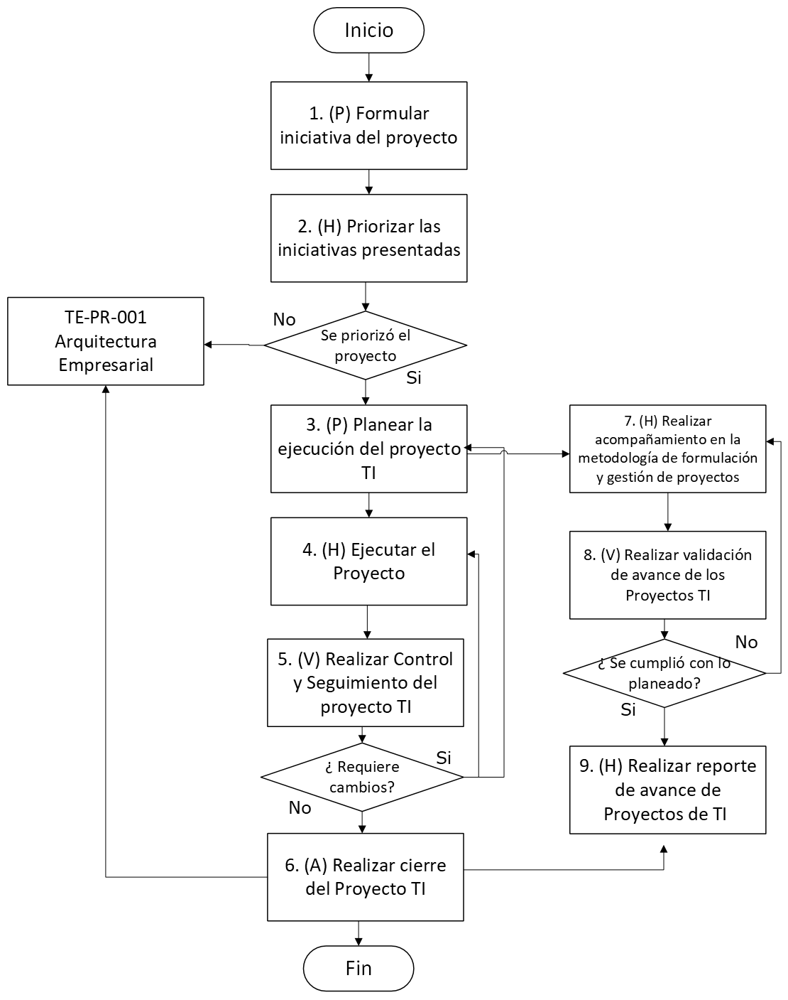 Inicio
1. (P) Formular
iniciativa del proyecto
2. (H) Priorizar las
iniciativas presentadas
No
Se priorizó el
proyecto
Si
TE-PR-001
Arquitectura
Empresarial
3. (P) Planear la
ejecución del proyecto
TI
4. (H) Ejecutar el
Proyecto
5. (V) Realizar Control
y Seguimiento del
proyecto TI
Si
¿ Requiere
cambios?
No
6. (A) Realizar cierre
del Proyecto TI
Fin
7. (H) Realizar
acompañamiento en la
metodología de formulación
y gestión de proyectos
8. (V) Realizar validación
de avance de los
Proyectos TI
No
¿ Se cumplió con lo
planeado?
Si
9. (H) Realizar reporte
de avance de
Proyectos de TI